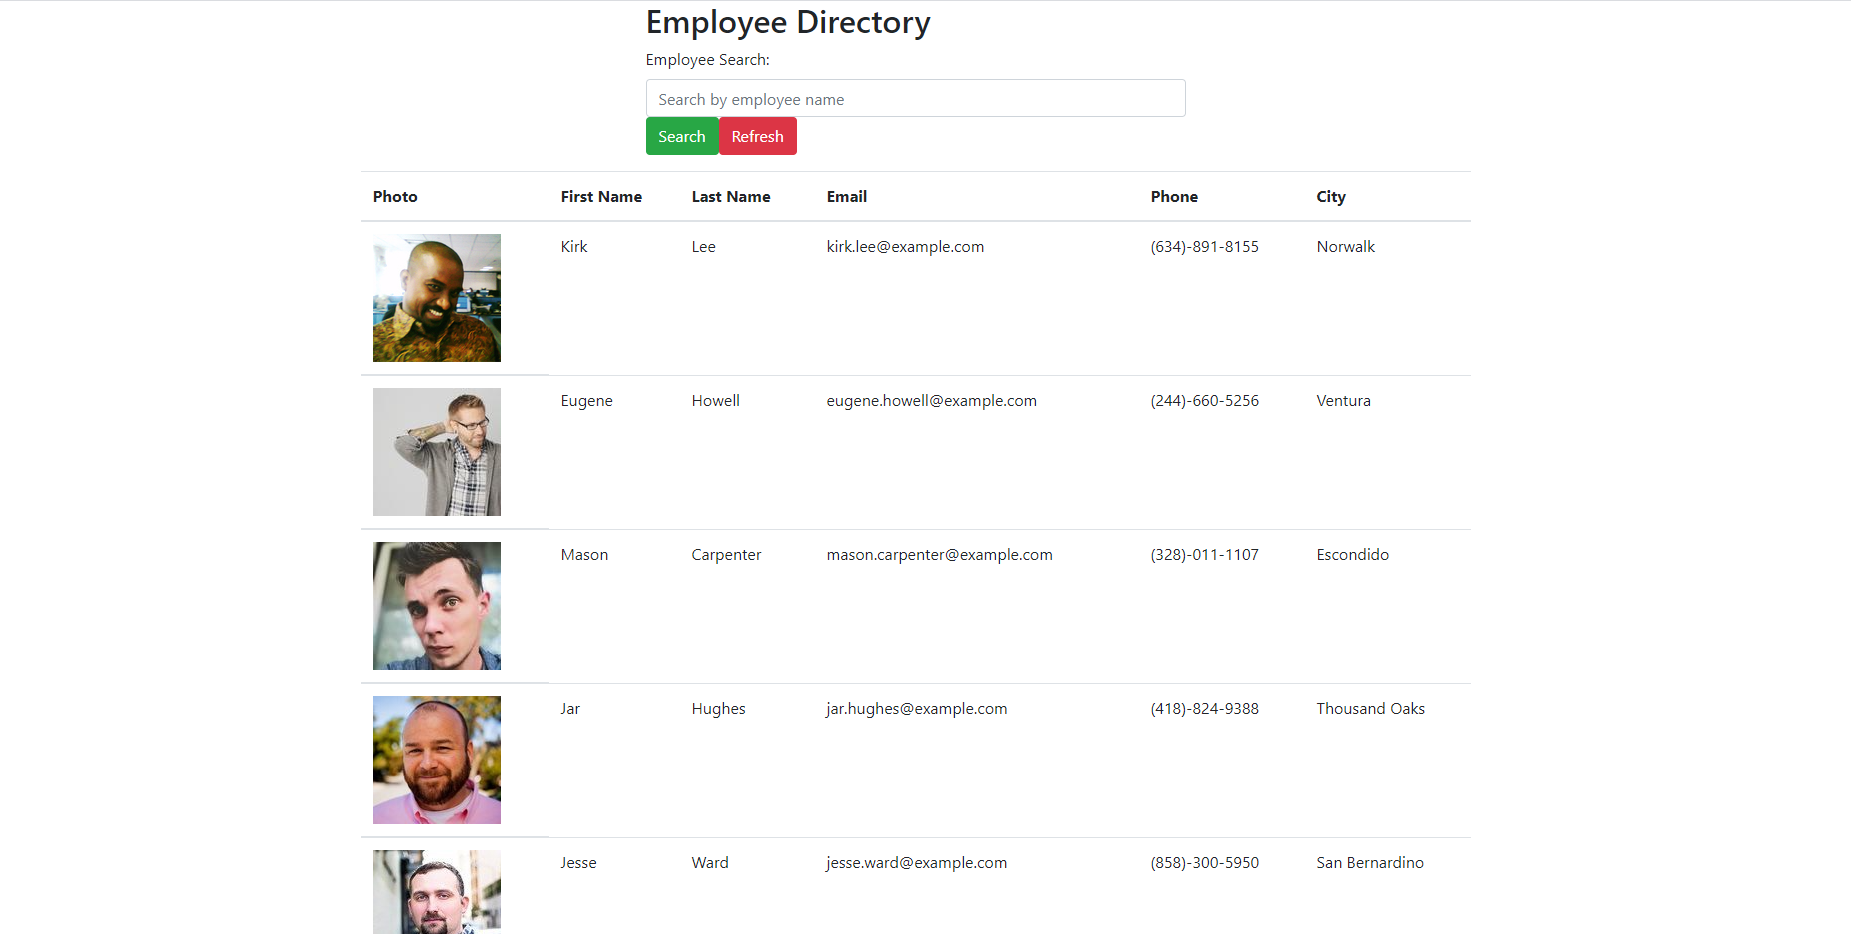 Employee Directory
Employee Search:
Search by employee name
Search Refresh
Photo First Name Last Name Email Phone City
Kirk Lee kirk.lee@example.com (634)-891-8155 Norwalk
Eugene Howell eugene.howell@example.com (244)-660-5256 Ventura
Mason Carpenter mason.carpenter@example.com (328)-011-1107 Escondido
Jar Hughes jar.hughes@example.com (418)-824-9388 Thousand Oaks
Jesse Ward jesse.ward@example.com (858)-300-5950 San Bernardino